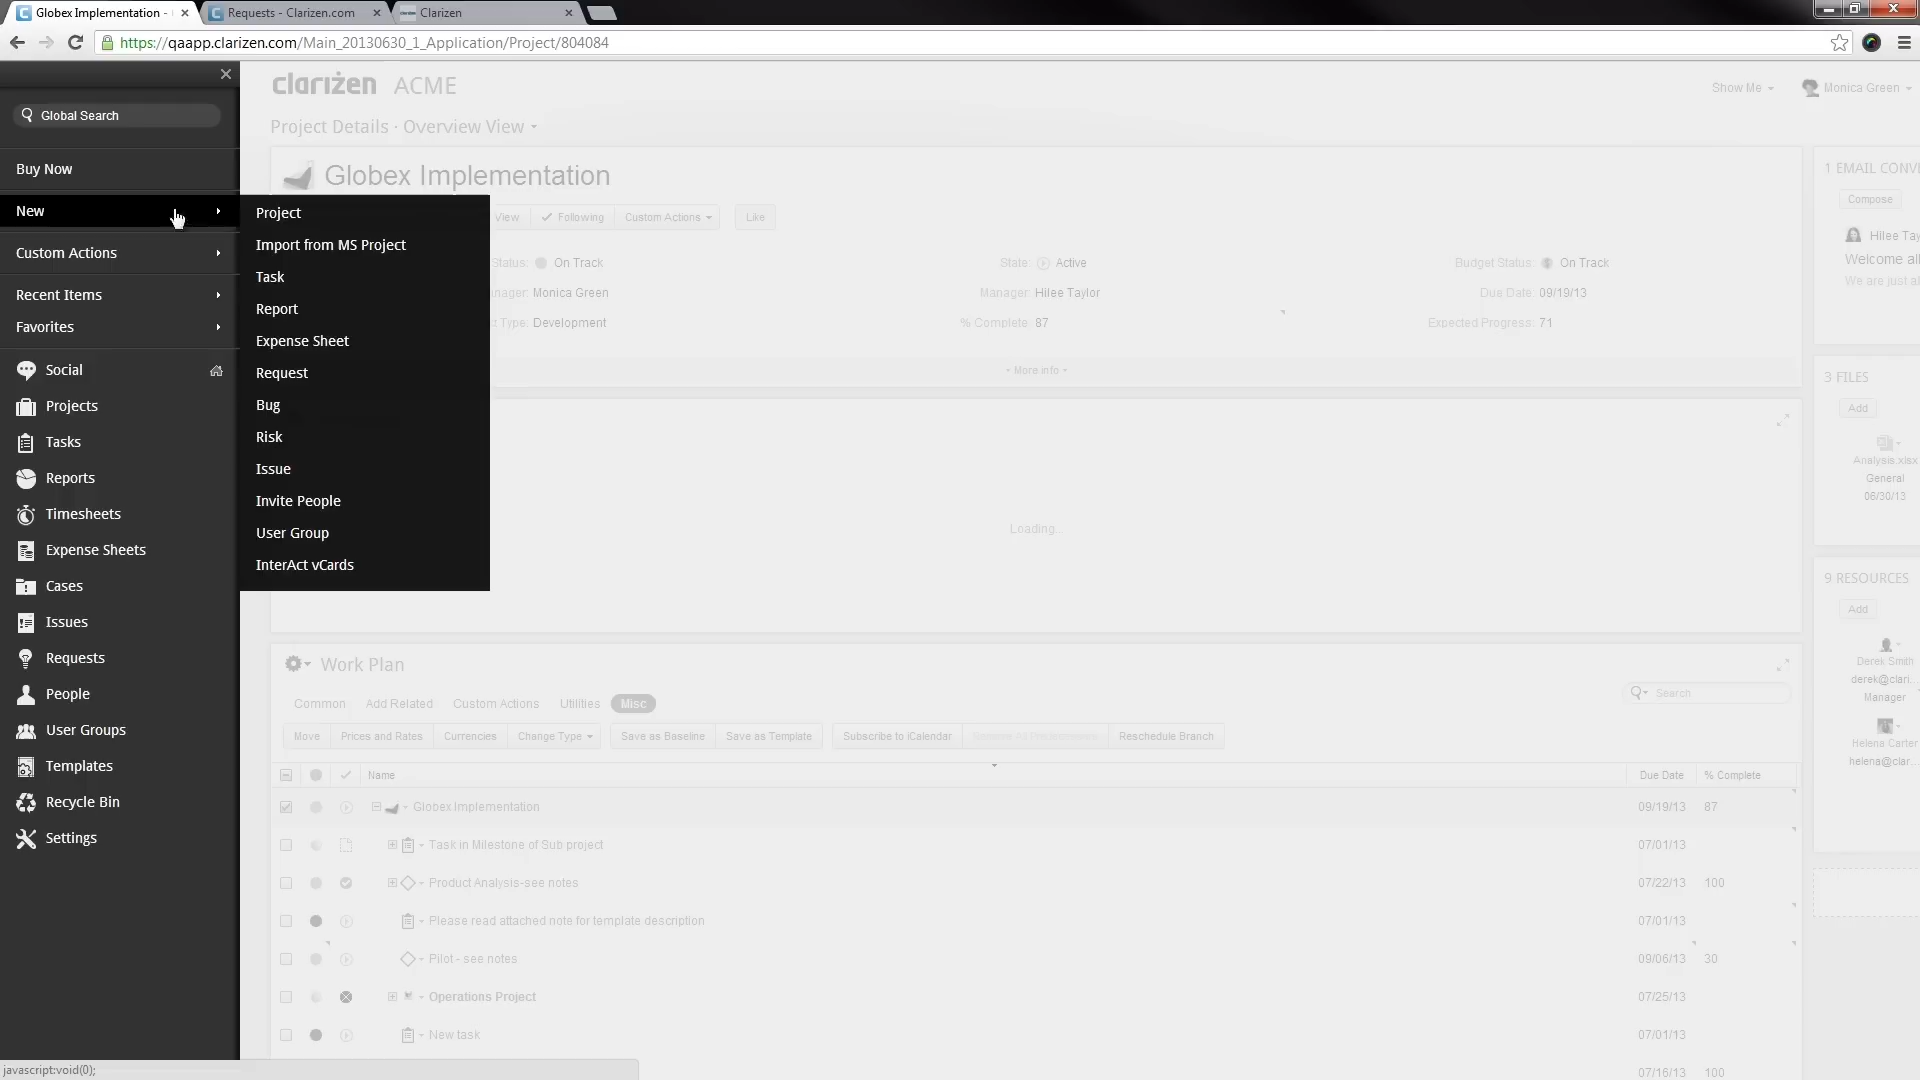 Globex Implementation -
Requests - Clarizen.com
Clarizen
https://qaapp.clarizen.com/Main_20130630_1_Application/Project/804084
Global Search
Buy Now
New
Custom Actions
Recent Items
Favorites
Social
Projects
Tasks
Reports
Timesheets
Expense Sheets
Cases
Issues
Requests
People
User Groups
Templates
Recycle Bin
Settings
Project
Import from MS Project
Task
Report
Expense Sheet
Request
Bug
Risk
Issue
Invite People
User Group
InterAct vCards
clarizen ACME
Show Me
Monica Green
Project Details · Overview View
Globex Implementation
View Following Custom Actions Like
Status: On Track State: Active Budget Status: On Track
nager: Monica Green Manager: Hilee Taylor Due Date: 09/19/13
t Type: Development % Complete: 87 Expected Progress: 71
- More info -
Loading...
1 EMAIL CONVE
Compose
Hilee Tay
Welcome all
We are just al
3 FILES
Add
Analysis.xlsx
General
06/30/13
9 RESOURCES
Add
Derek Smith
derek@clari...
Manager
Helena Carter
helena@clar...
Work Plan
Common Add Related Custom Actions Utilities Misc
Search
Move Prices and Rates Currencies Change Type Save as Baseline Save as Template Subscribe to iCalendar Reschedule Branch
Name Due Date % Complete
Globex Implementation 09/19/13 87
Task in Milestone of Sub project 07/01/13
Product Analysis-see notes 07/22/13 100
Please read attached note for template description 07/01/13
Pilot - see notes 09/06/13 30
Operations Project 07/25/13
New task 07/01/13
07/16/13 100
javascript:void(0);